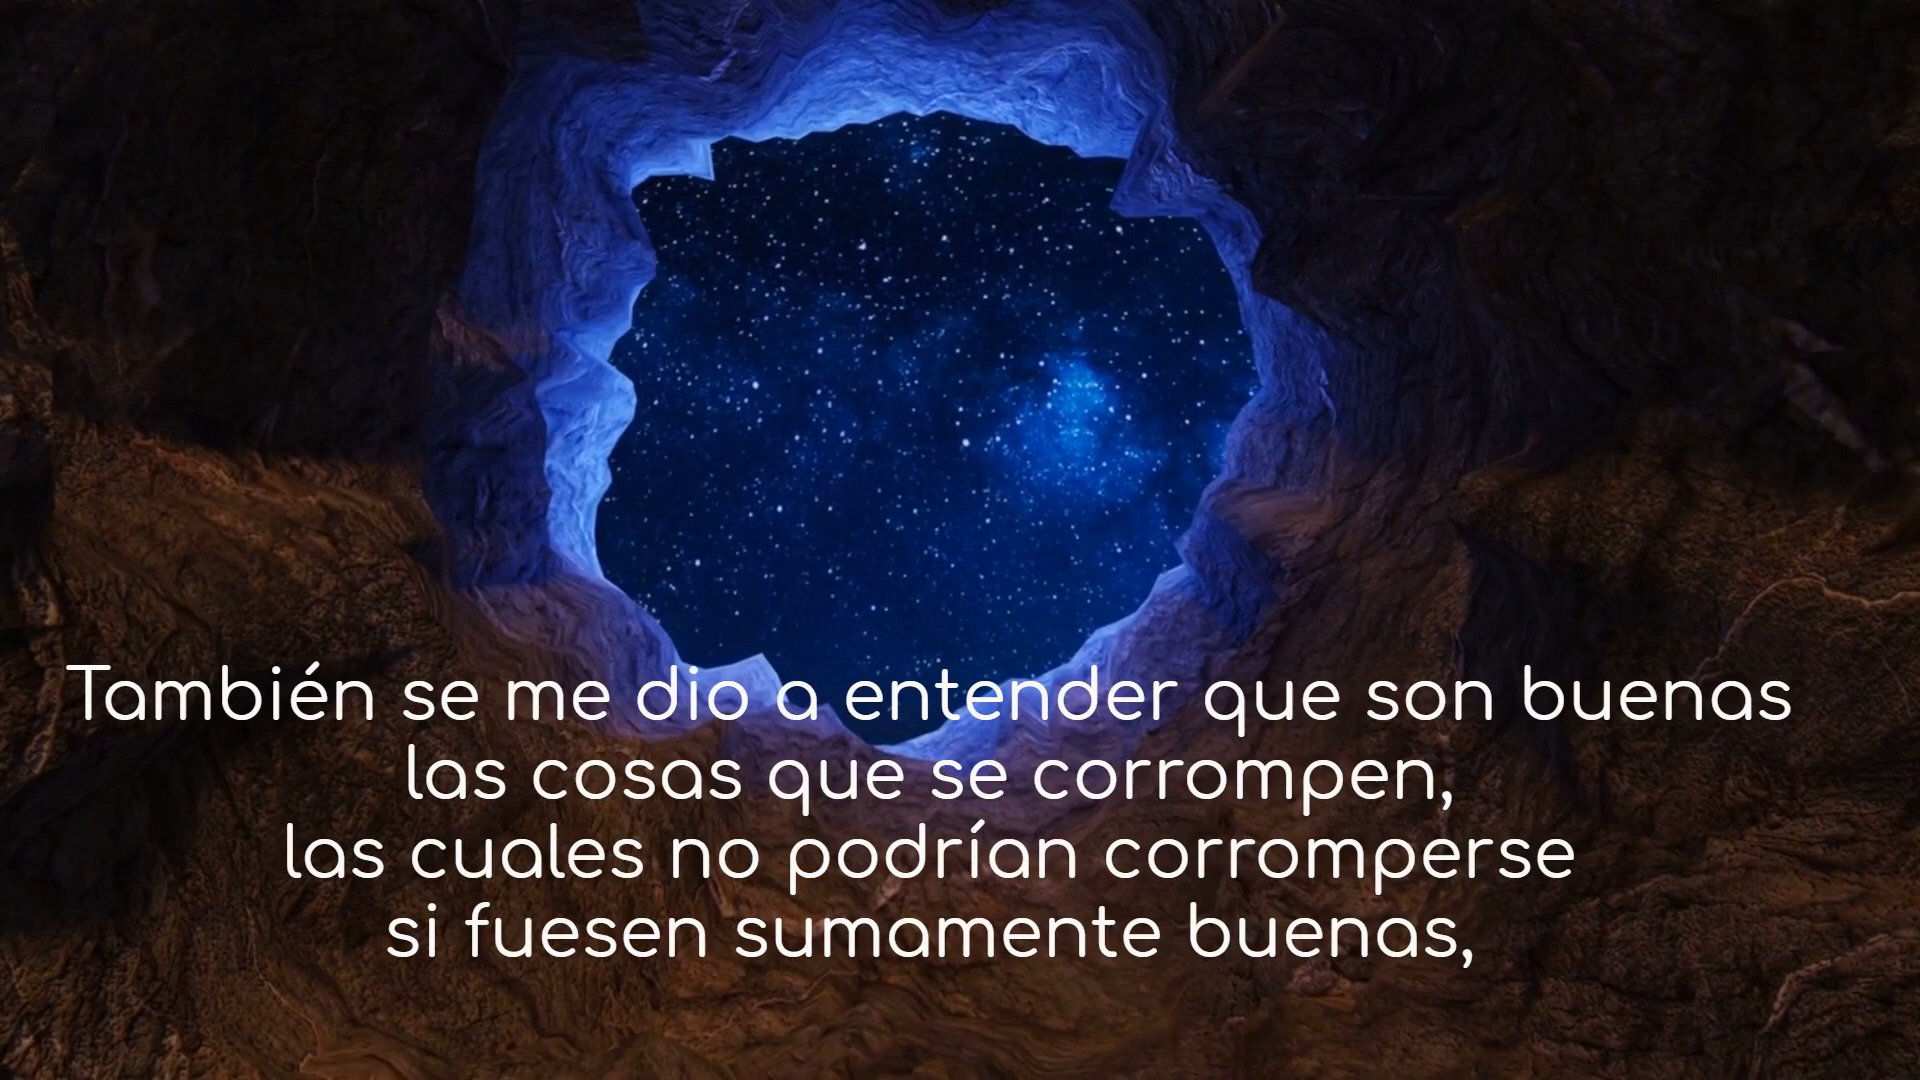 También se me dio a entender que son buenas
las cosas que se corrompen,
las cuales no podrían corromperse
si fuesen sumamente buenas,